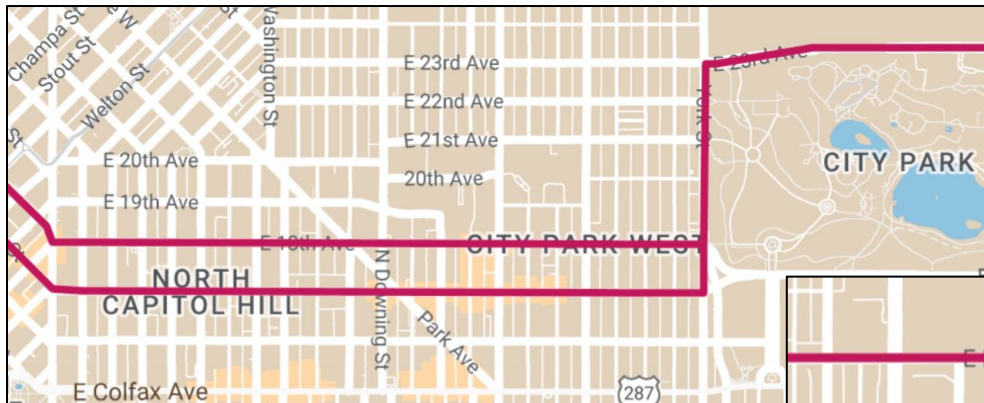 Champa St
Stout St
Welton St
St
St
Washington St
E 23rd Ave
E 22nd Ave
E 21st Ave
20th Ave
E 20th Ave
E 19th Ave
E 18th Ave
E 23rd Ave
York St
CITY PARK
CITY PARK WEST
NORTH
CAPITOL HILL
N Downing St
Park Ave
E Colfax Ave
287